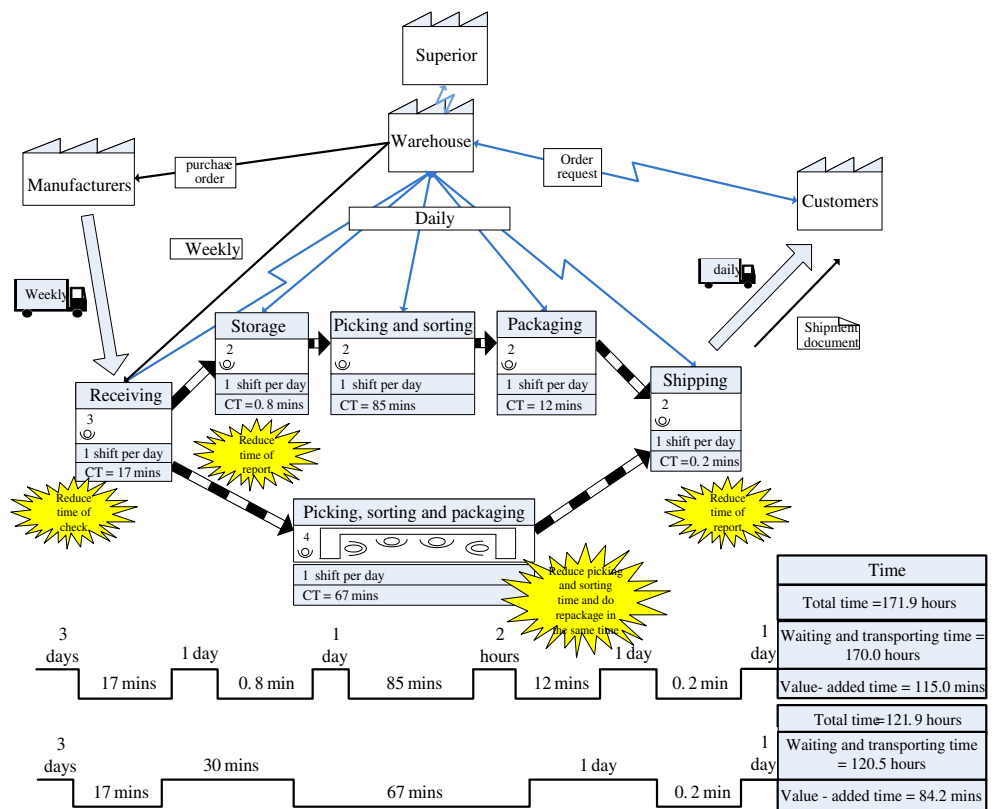 Superior
Warehouse
Manufacturers
purchase
order
Order
request
Customers
Daily
Weekly
Weekly
daily
Shipment
document
Storage
2
1 shift per day
CT =0. 8 mins
Picking and sorting
2
1 shift per day
CT = 85 mins
Packaging
2
1 shift per day
CT = 12 mins
Receiving
3
1 shift per day
CT = 17 mins
Shipping
2
1 shift per day
CT =0. 2 mins
Reduce
time of
check
Reduce
time of
report
Reduce
time of
report
Picking, sorting and packaging
4
1 shift per day
CT = 67 mins
Reduce picking
and sorting
time and do
repackage in
the same time
3
days
17 mins
1 day
0. 8 min
1
day
85 mins
2
hours
12 mins
1 day
0. 2 min
1
day
Time
Total time =171.9 hours
Waiting and transporting time =
170.0 hours
Value- added time = 115.0 mins
3
days
17 mins
30 mins
67 mins
1 day
0. 2 min
1
day
Total time=121.9 hours
Waiting and transporting time
= 120.5 hours
Value - added time = 84.2 mins